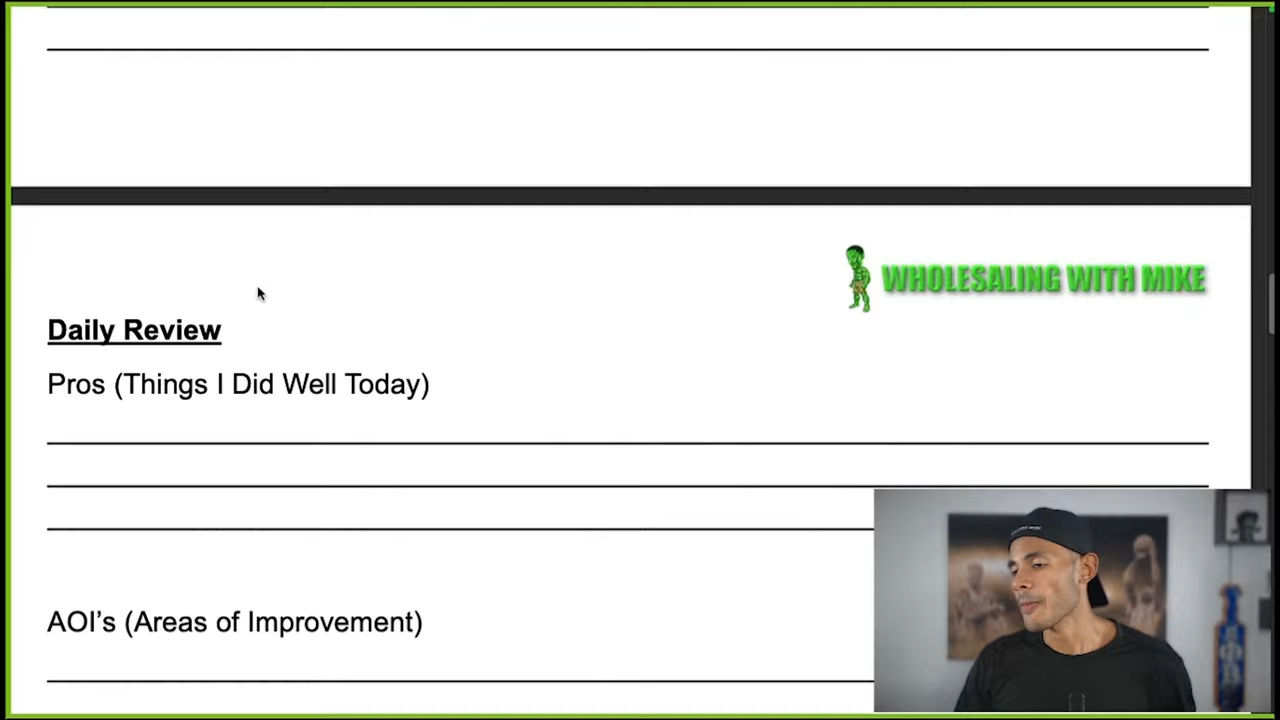 WHOLESALING WITH MIKE
Daily Review
Pros (Things I Did Well Today)
AOI’s (Areas of Improvement)